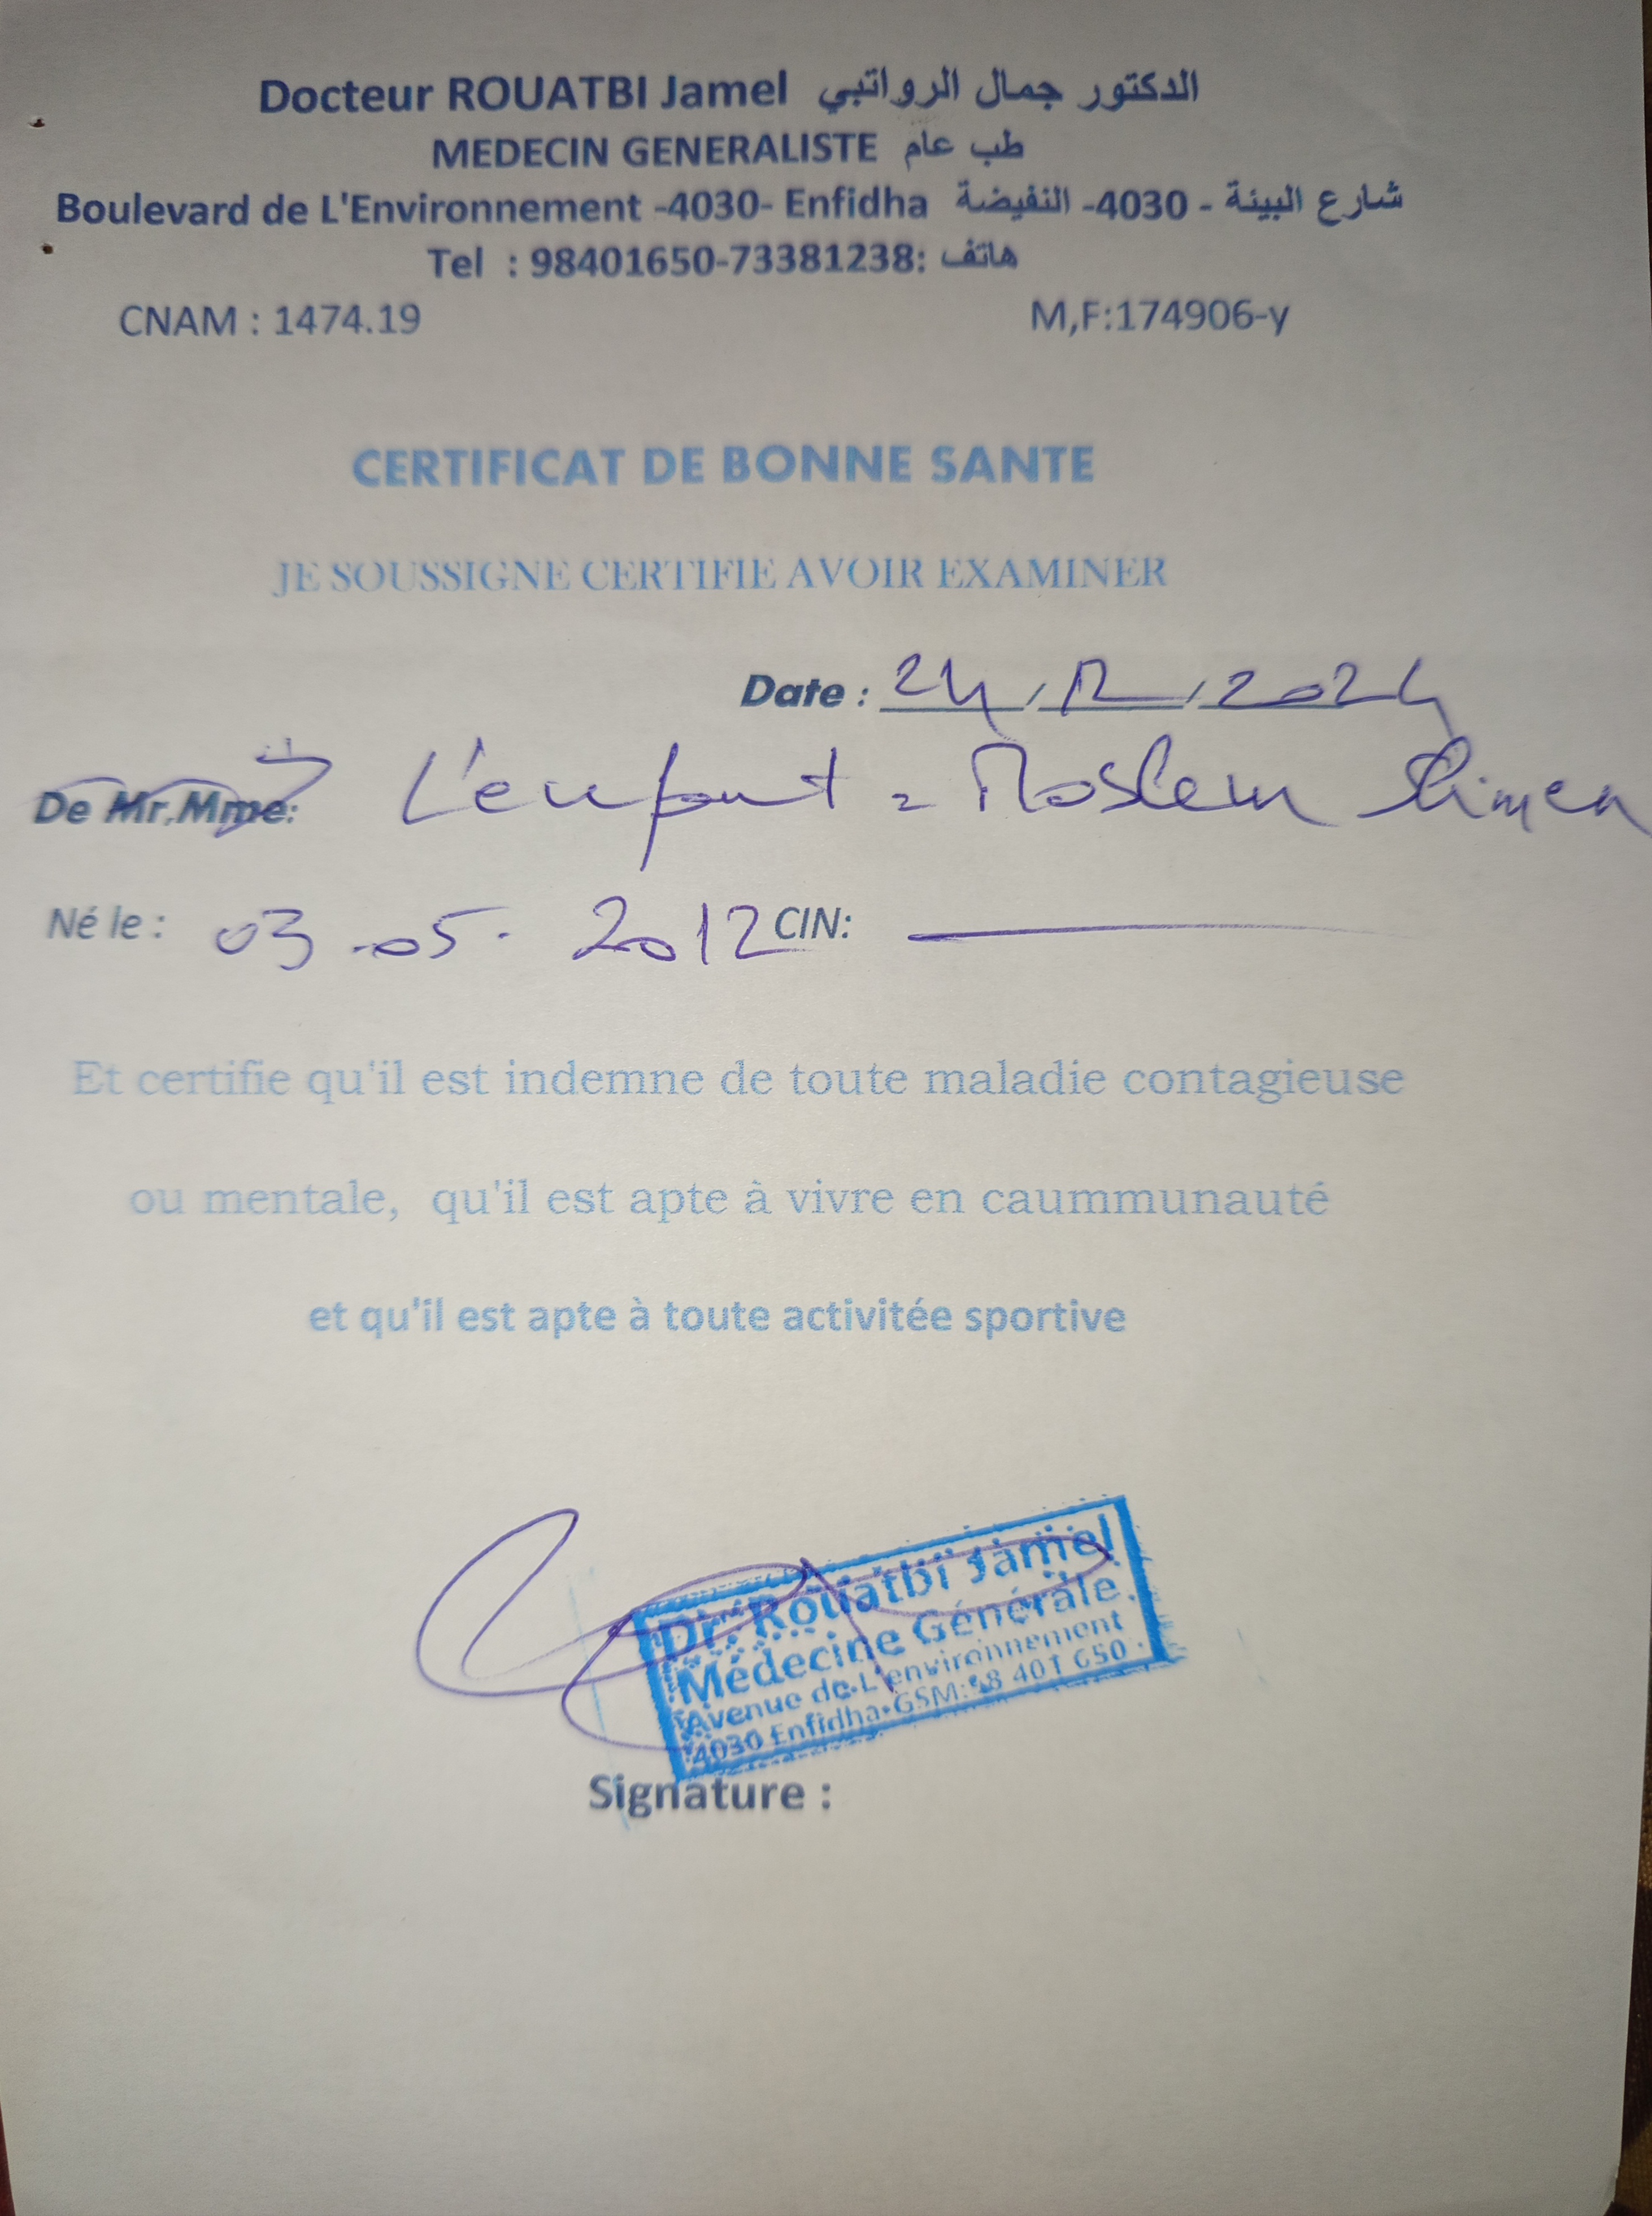 Docteur ROUATBI Jamel الدكتور جمال الرواتبي
MEDECIN GENERALISTE طب عام
Boulevard de L'Environnement -4030- Enfidha شارع البيئة - 4030- النفيضة
Tel : 98401650-73381238: هاتف
CNAM : 1474.19 M,F:174906-y
CERTIFICAT DE BONNE SANTE
JE SOUSSIGNE CERTIFIE AVOIR EXAMINER
Date : 24/12/2024
De Mr.Mme: L'enfant = Moslem Slimen
Né le : 03-05-2012 CIN:
Et certifie qu'il est indemne de toute maladie contagieuse
ou mentale, qu'il est apte à vivre en caummunauté
et qu'il est apte à toute activitée sportive
Dr. Rouatbi Jamel
Médecine Générale
Avenue de L'environnement
4030 Enfidha•GSM:98 401 650
Signature :